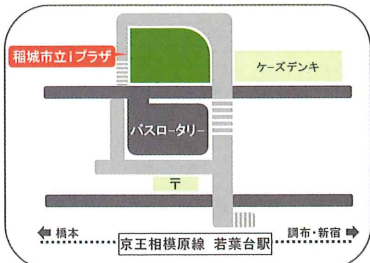 稲城市立iプラザ
ケーズデンキ
バスロータリー
〒
橋本
調布・新宿
京王相模原線 若葉台駅